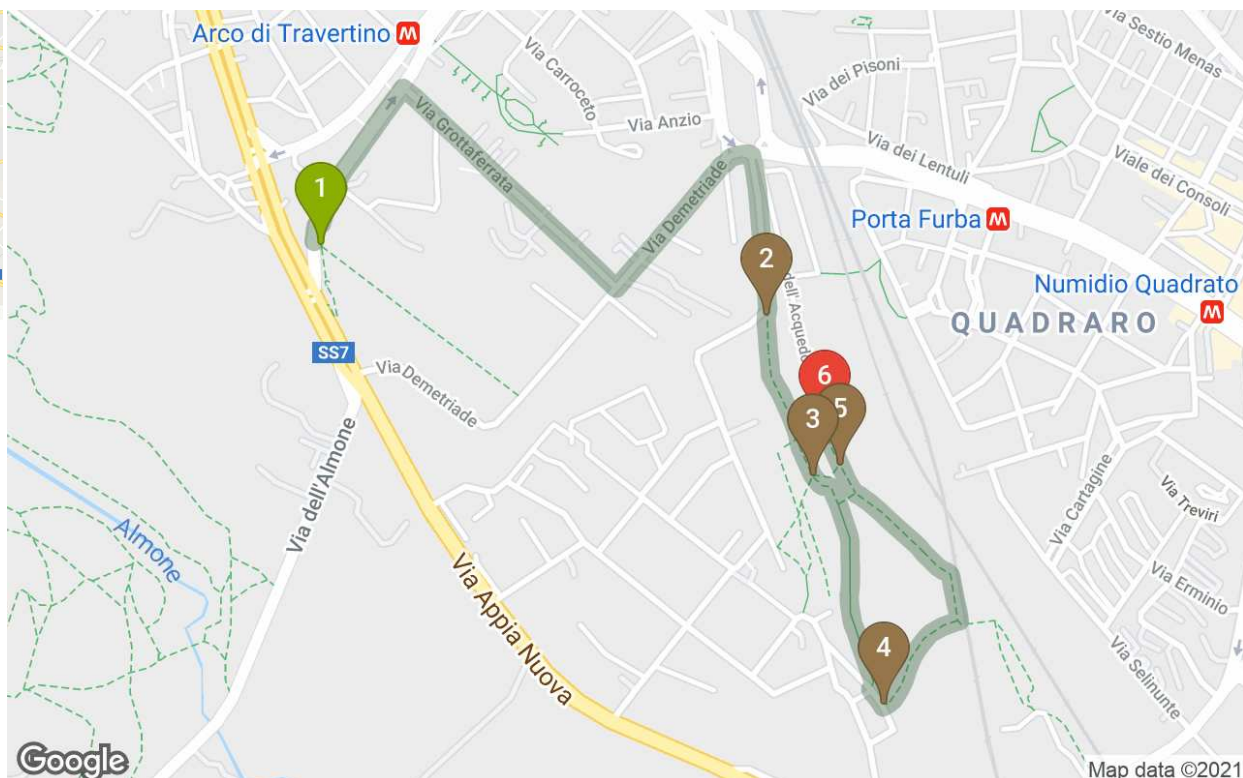 Arco di Travertino M
Via Carroceto
Via dei Pisoni
Via Sestio Menas
Via Grottaferrata
Via Anzio
Via dei Lentuli
Viale dei Consoli
1
Via Demetriade
Porta Furba M
2
Numidio Quadrato M
QUADRARO
SS7
Via Demetriade
6
5
3
Via dell'Almone
Via Cartagine
Via Treviri
Almone
Via Appia Nuova
Via Erminio
4
Via Selinunte
Google
Map data ©2021